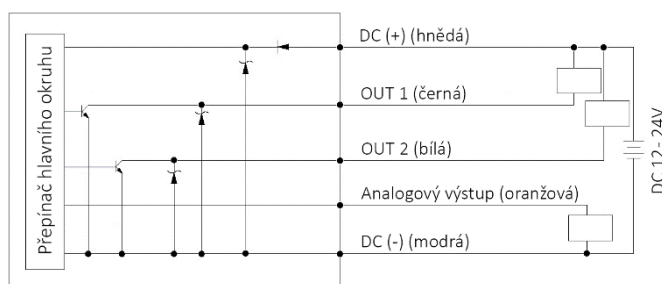 DC (+) (hnědá)
OUT 1 (černá)
OUT 2 (bílá)
Analogový výstup (oranžová)
DC (-) (modrá)
Přepínač hlavního okruhu
DC 12- 24V